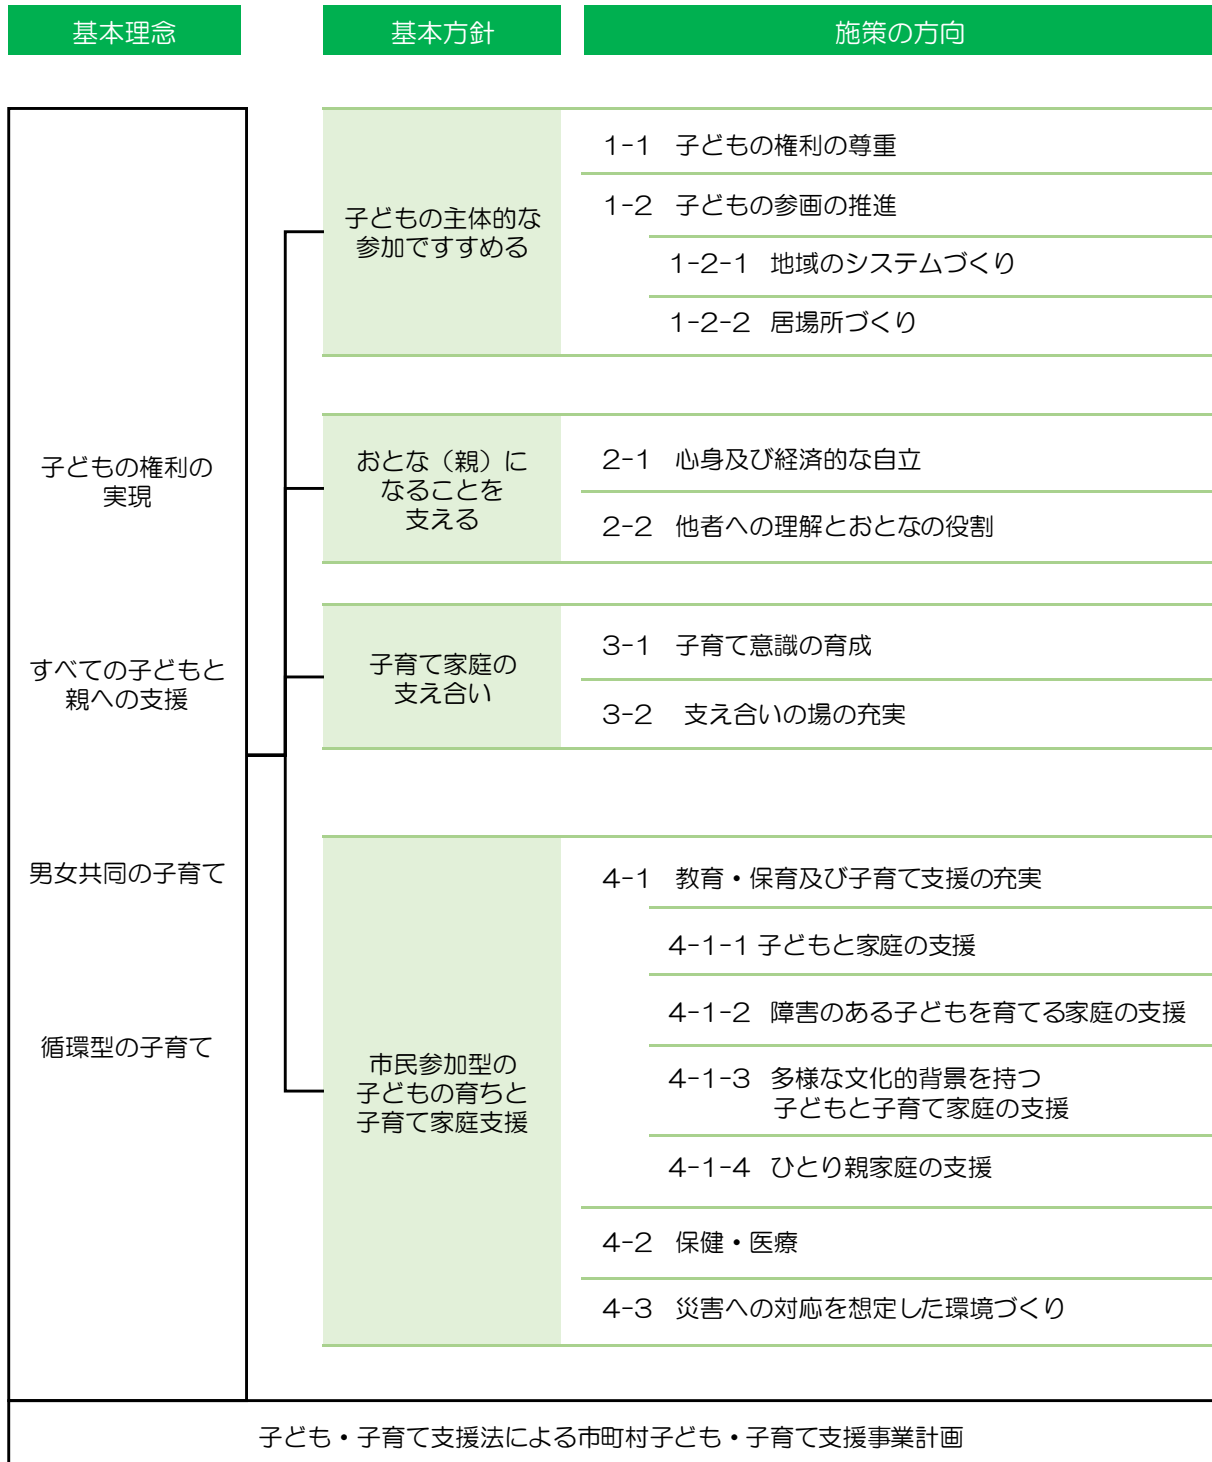 基本理念
基本方針
施策の方向
子どもの権利の
実現
すべての子どもと
親への支援
男女共同の子育て
循環型の子育て
子どもの主体的な
参加ですすめる
1-1 子どもの権利の尊重
1-2 子どもの参画の推進
1-2-1 地域のシステムづくり
1-2-2 居場所づくり
おとな（親）に
なることを
支える
2-1 心身及び経済的な自立
2-2 他者への理解とおとなの役割
子育て家庭の
支え合い
3-1 子育て意識の育成
3-2 支え合いの場の充実
市民参加型の
子どもの育ちと
子育て家庭支援
4-1 教育・保育及び子育て支援の充実
4-1-1 子どもと家庭の支援
4-1-2 障害のある子どもを育てる家庭の支援
4-1-3 多様な文化的背景を持つ
子どもと子育て家庭の支援
4-1-4 ひとり親家庭の支援
4-2 保健・医療
4-3 災害への対応を想定した環境づくり
子ども・子育て支援法による市町村子ども・子育て支援事業計画